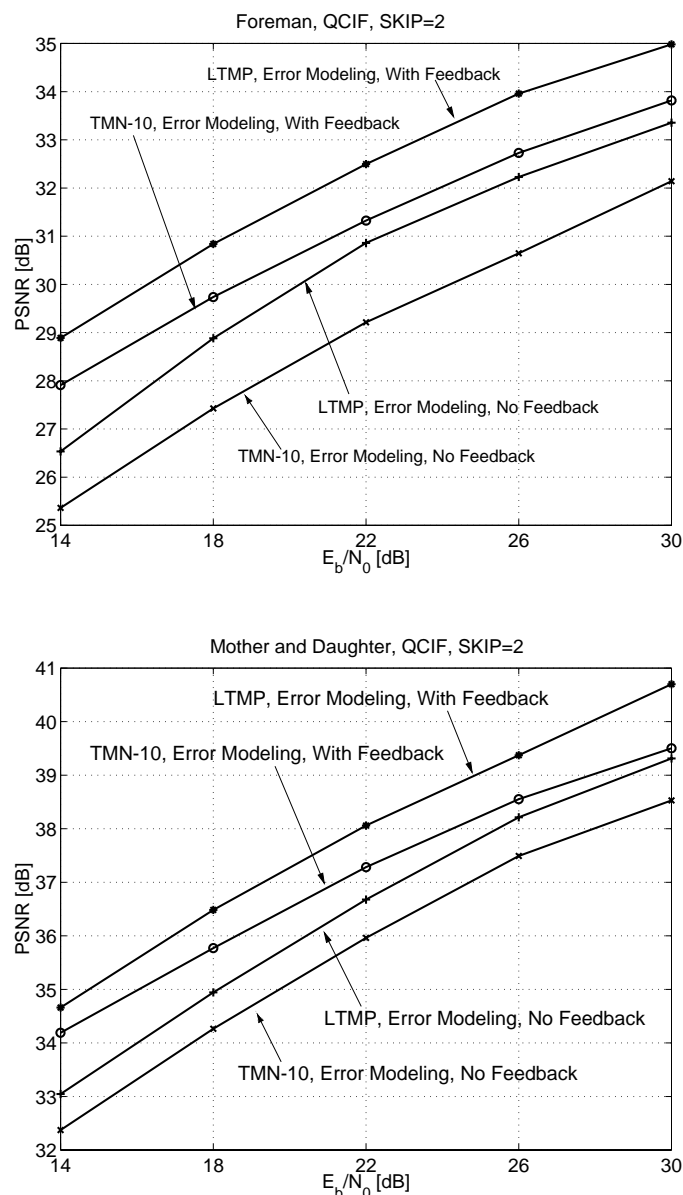 Foreman, QCIF, SKIP=2
35
34
33
32
31
30
29
28
27
26
25
PSNR [dB]
LTMP, Error Modeling, With Feedback
TMN-10, Error Modeling, With Feedback
LTMP, Error Modeling, No Feedback
TMN-10, Error Modeling, No Feedback
14 18 22 26 30
E_b/N_0 [dB]
Mother and Daughter, QCIF, SKIP=2
41
40
39
38
37
36
35
34
33
32
PSNR [dB]
LTMP, Error Modeling, With Feedback
TMN-10, Error Modeling, With Feedback
LTMP, Error Modeling, No Feedback
TMN-10, Error Modeling, No Feedback
14 18 22 26 30
E_b/N_0 [dB]